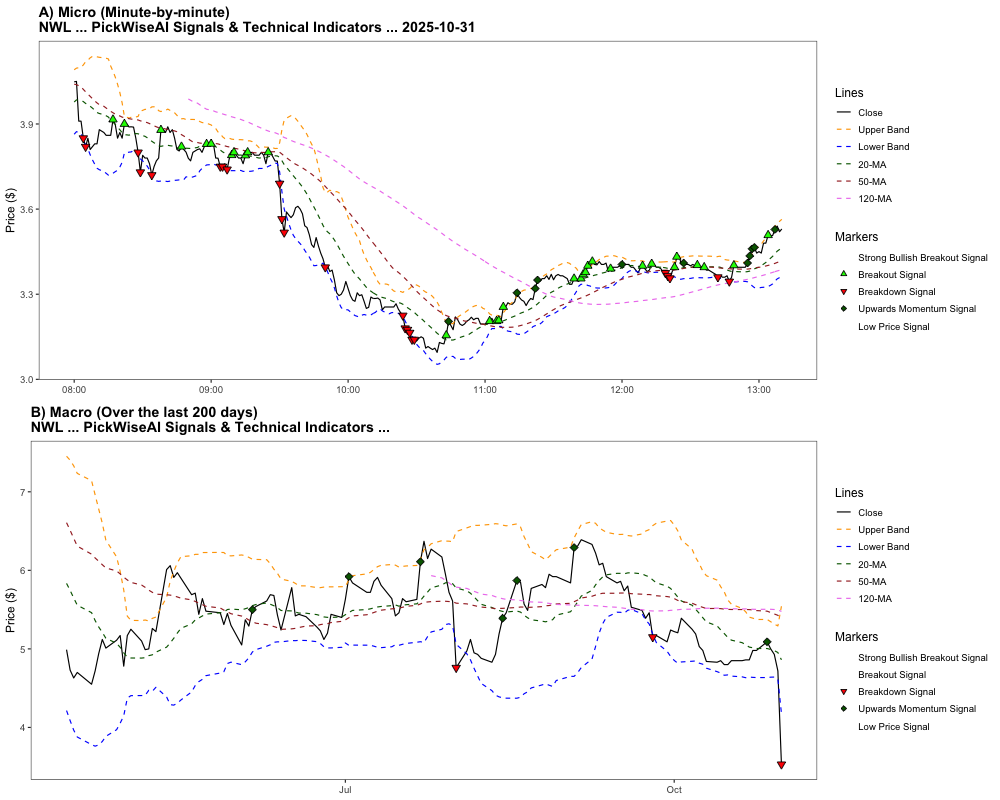 A) Micro (Minute-by-minute)
NWL ... PickWiseAI Signals & Technical Indicators ... 2025-10-31
Price ($)
3.9
3.6
3.3
3.0
08:00
09:00
10:00
11:00
12:00
13:00
Lines
Close
Upper Band
Lower Band
20-MA
50-MA
120-MA
Markers
Strong Bullish Breakout Signal
Breakout Signal
Breakdown Signal
Upwards Momentum Signal
Low Price Signal
B) Macro (Over the last 200 days)
NWL ... PickWiseAI Signals & Technical Indicators ...
Price ($)
7
6
5
4
Jul
Oct
Lines
Close
Upper Band
Lower Band
20-MA
50-MA
120-MA
Markers
Strong Bullish Breakout Signal
Breakout Signal
Breakdown Signal
Upwards Momentum Signal
Low Price Signal